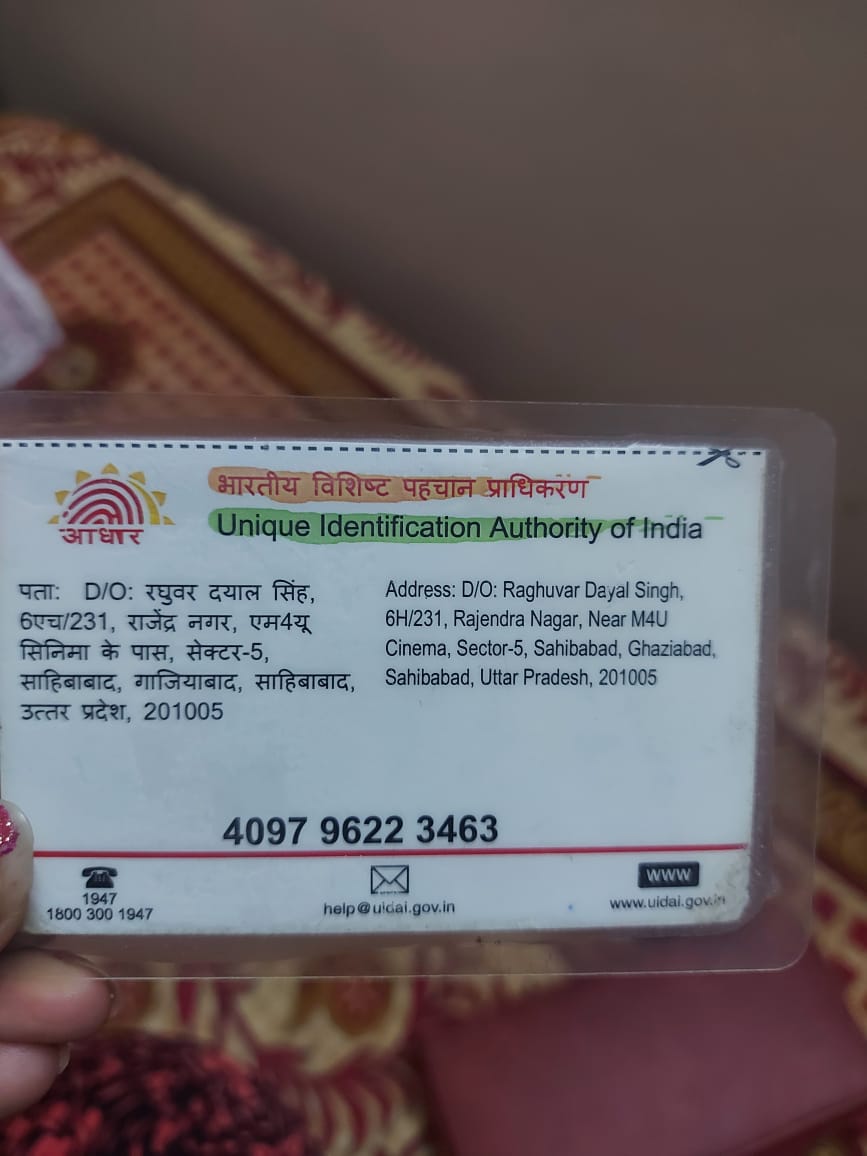 भारतीय विशिष्ट पहचान प्राधिकरण
Unique Identification Authority of India
आधार
पता: D/O: रघुवर दयाल सिंह,
6एच/231, राजेंद्र नगर, एम4यू
सिनिमा के पास, सेक्टर-5,
साहिबाबाद, गाजियाबाद, साहिबाबाद,
उत्तर प्रदेश, 201005
Address: D/O: Raghuvar Dayal Singh,
6H/231, Rajendra Nagar, Near M4U
Cinema, Sector-5, Sahibabad, Ghaziabad,
Sahibabad, Uttar Pradesh, 201005
4097 9622 3463
1947
1800 300 1947
help@uidai.gov.in
WWW
www.uidai.gov.in